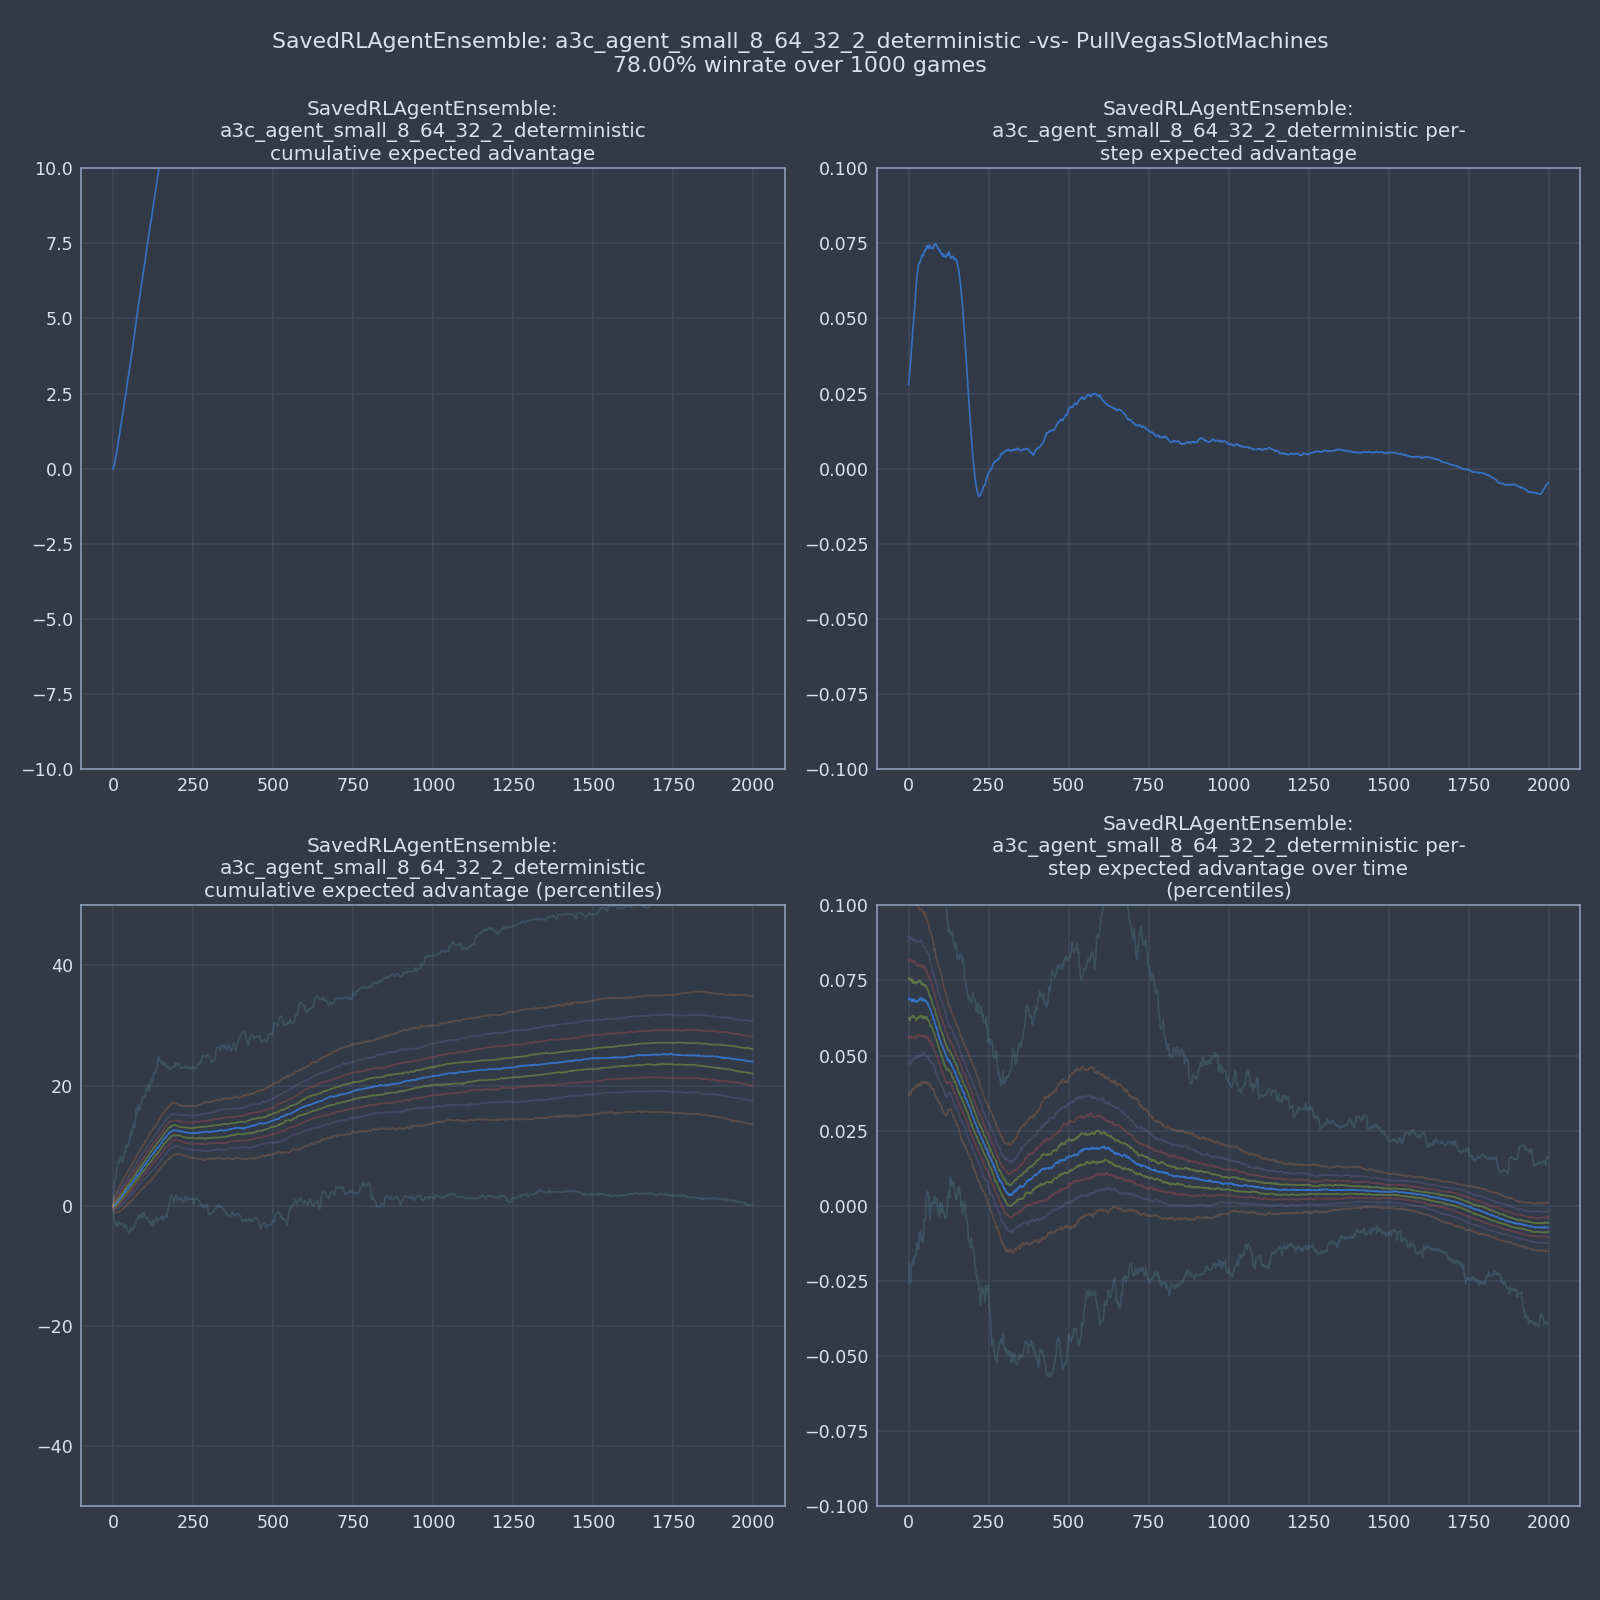 SavedRLAgentEnsemble: a3c_agent_small_8_64_32_2_deterministic -vs- PullVegasSlotMachines
78.00% winrate over 1000 games
SavedRLAgentEnsemble:
a3c_agent_small_8_64_32_2_deterministic
cumulative expected advantage
10.0
7.5
5.0
2.5
0.0
−2.5
−5.0
−7.5
−10.0
0 250 500 750 1000 1250 1500 1750 2000
SavedRLAgentEnsemble:
a3c_agent_small_8_64_32_2_deterministic per-
step expected advantage
0.100
0.075
0.050
0.025
0.000
−0.025
−0.050
−0.075
−0.100
0 250 500 750 1000 1250 1500 1750 2000
SavedRLAgentEnsemble:
a3c_agent_small_8_64_32_2_deterministic
cumulative expected advantage (percentiles)
40
20
0
−20
−40
0 250 500 750 1000 1250 1500 1750 2000
SavedRLAgentEnsemble:
a3c_agent_small_8_64_32_2_deterministic per-
step expected advantage over time
(percentiles)
0.100
0.075
0.050
0.025
0.000
−0.025
−0.050
−0.075
−0.100
0 250 500 750 1000 1250 1500 1750 2000